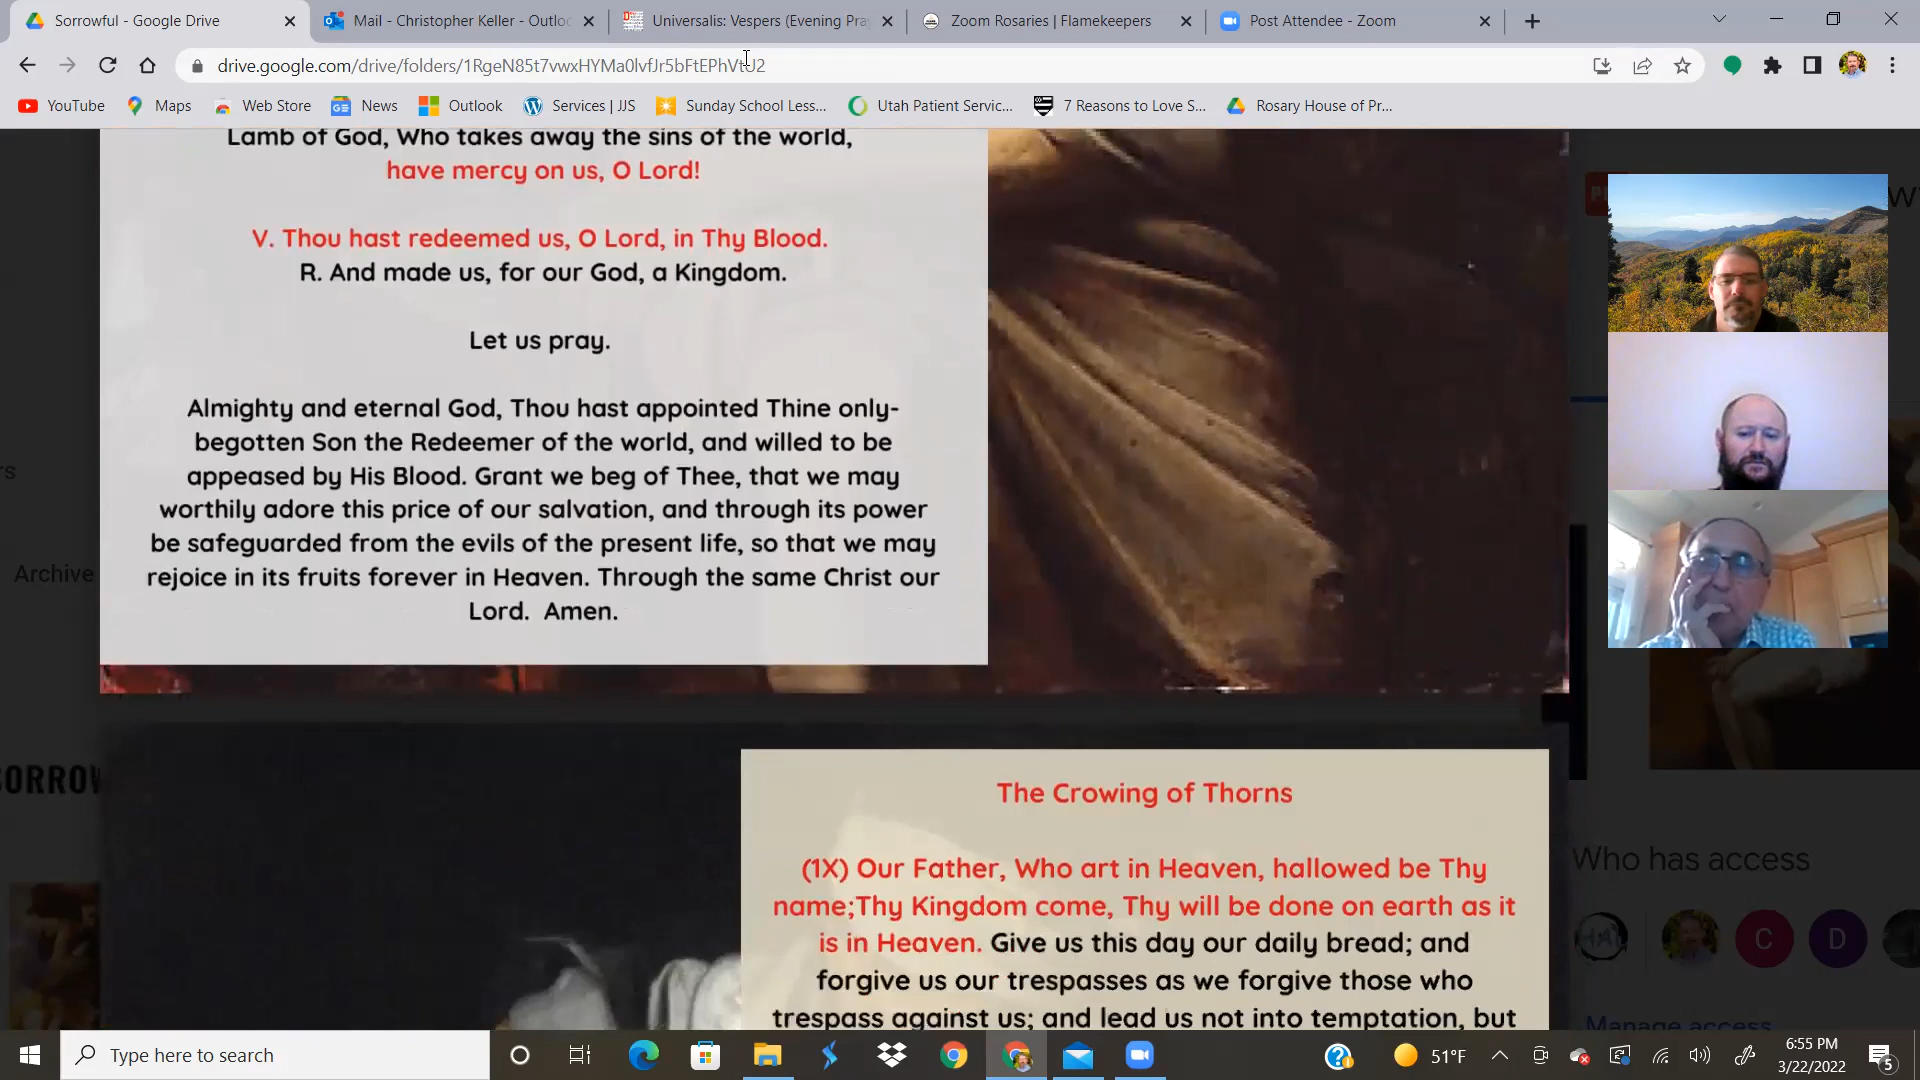 Sorrowful - Google Drive
Mail - Christopher Keller - Outloo
Universalis: Vespers (Evening Pra
Zoom Rosaries | Flamekeepers
Post Attendee - Zoom
drive.google.com/drive/folders/1RgeN85t7vwxHYMa0lvfJr5bFtEPhVtU2
YouTube
Maps
Web Store
News
Outlook
Services | JJS
Sunday School Less...
Utah Patient Servic...
7 Reasons to Love S...
Rosary House of Pr...
Lamb of God, Who takes away the sins of the world,
have mercy on us, O Lord!
V. Thou hast redeemed us, O Lord, in Thy Blood.
R. And made us, for our God, a Kingdom.
Let us pray.
Almighty and eternal God, Thou hast appointed Thine only-
begotten Son the Redeemer of the world, and willed to be
appeased by His Blood. Grant we beg of Thee, that we may
worthily adore this price of our salvation, and through its power
be safeguarded from the evils of the present life, so that we may
rejoice in its fruits forever in Heaven. Through the same Christ our
Lord. Amen.
Archive
The Crowing of Thorns
(1X) Our Father, Who art in Heaven, hallowed be Thy
name;Thy Kingdom come, Thy will be done on earth as it
is in Heaven. Give us this day our daily bread; and
forgive us our trespasses as we forgive those who
trespass against us; and lead us not into temptation, but
Who has access
C
D
Manage access
Type here to search
51°F
6:55 PM
3/22/2022
5